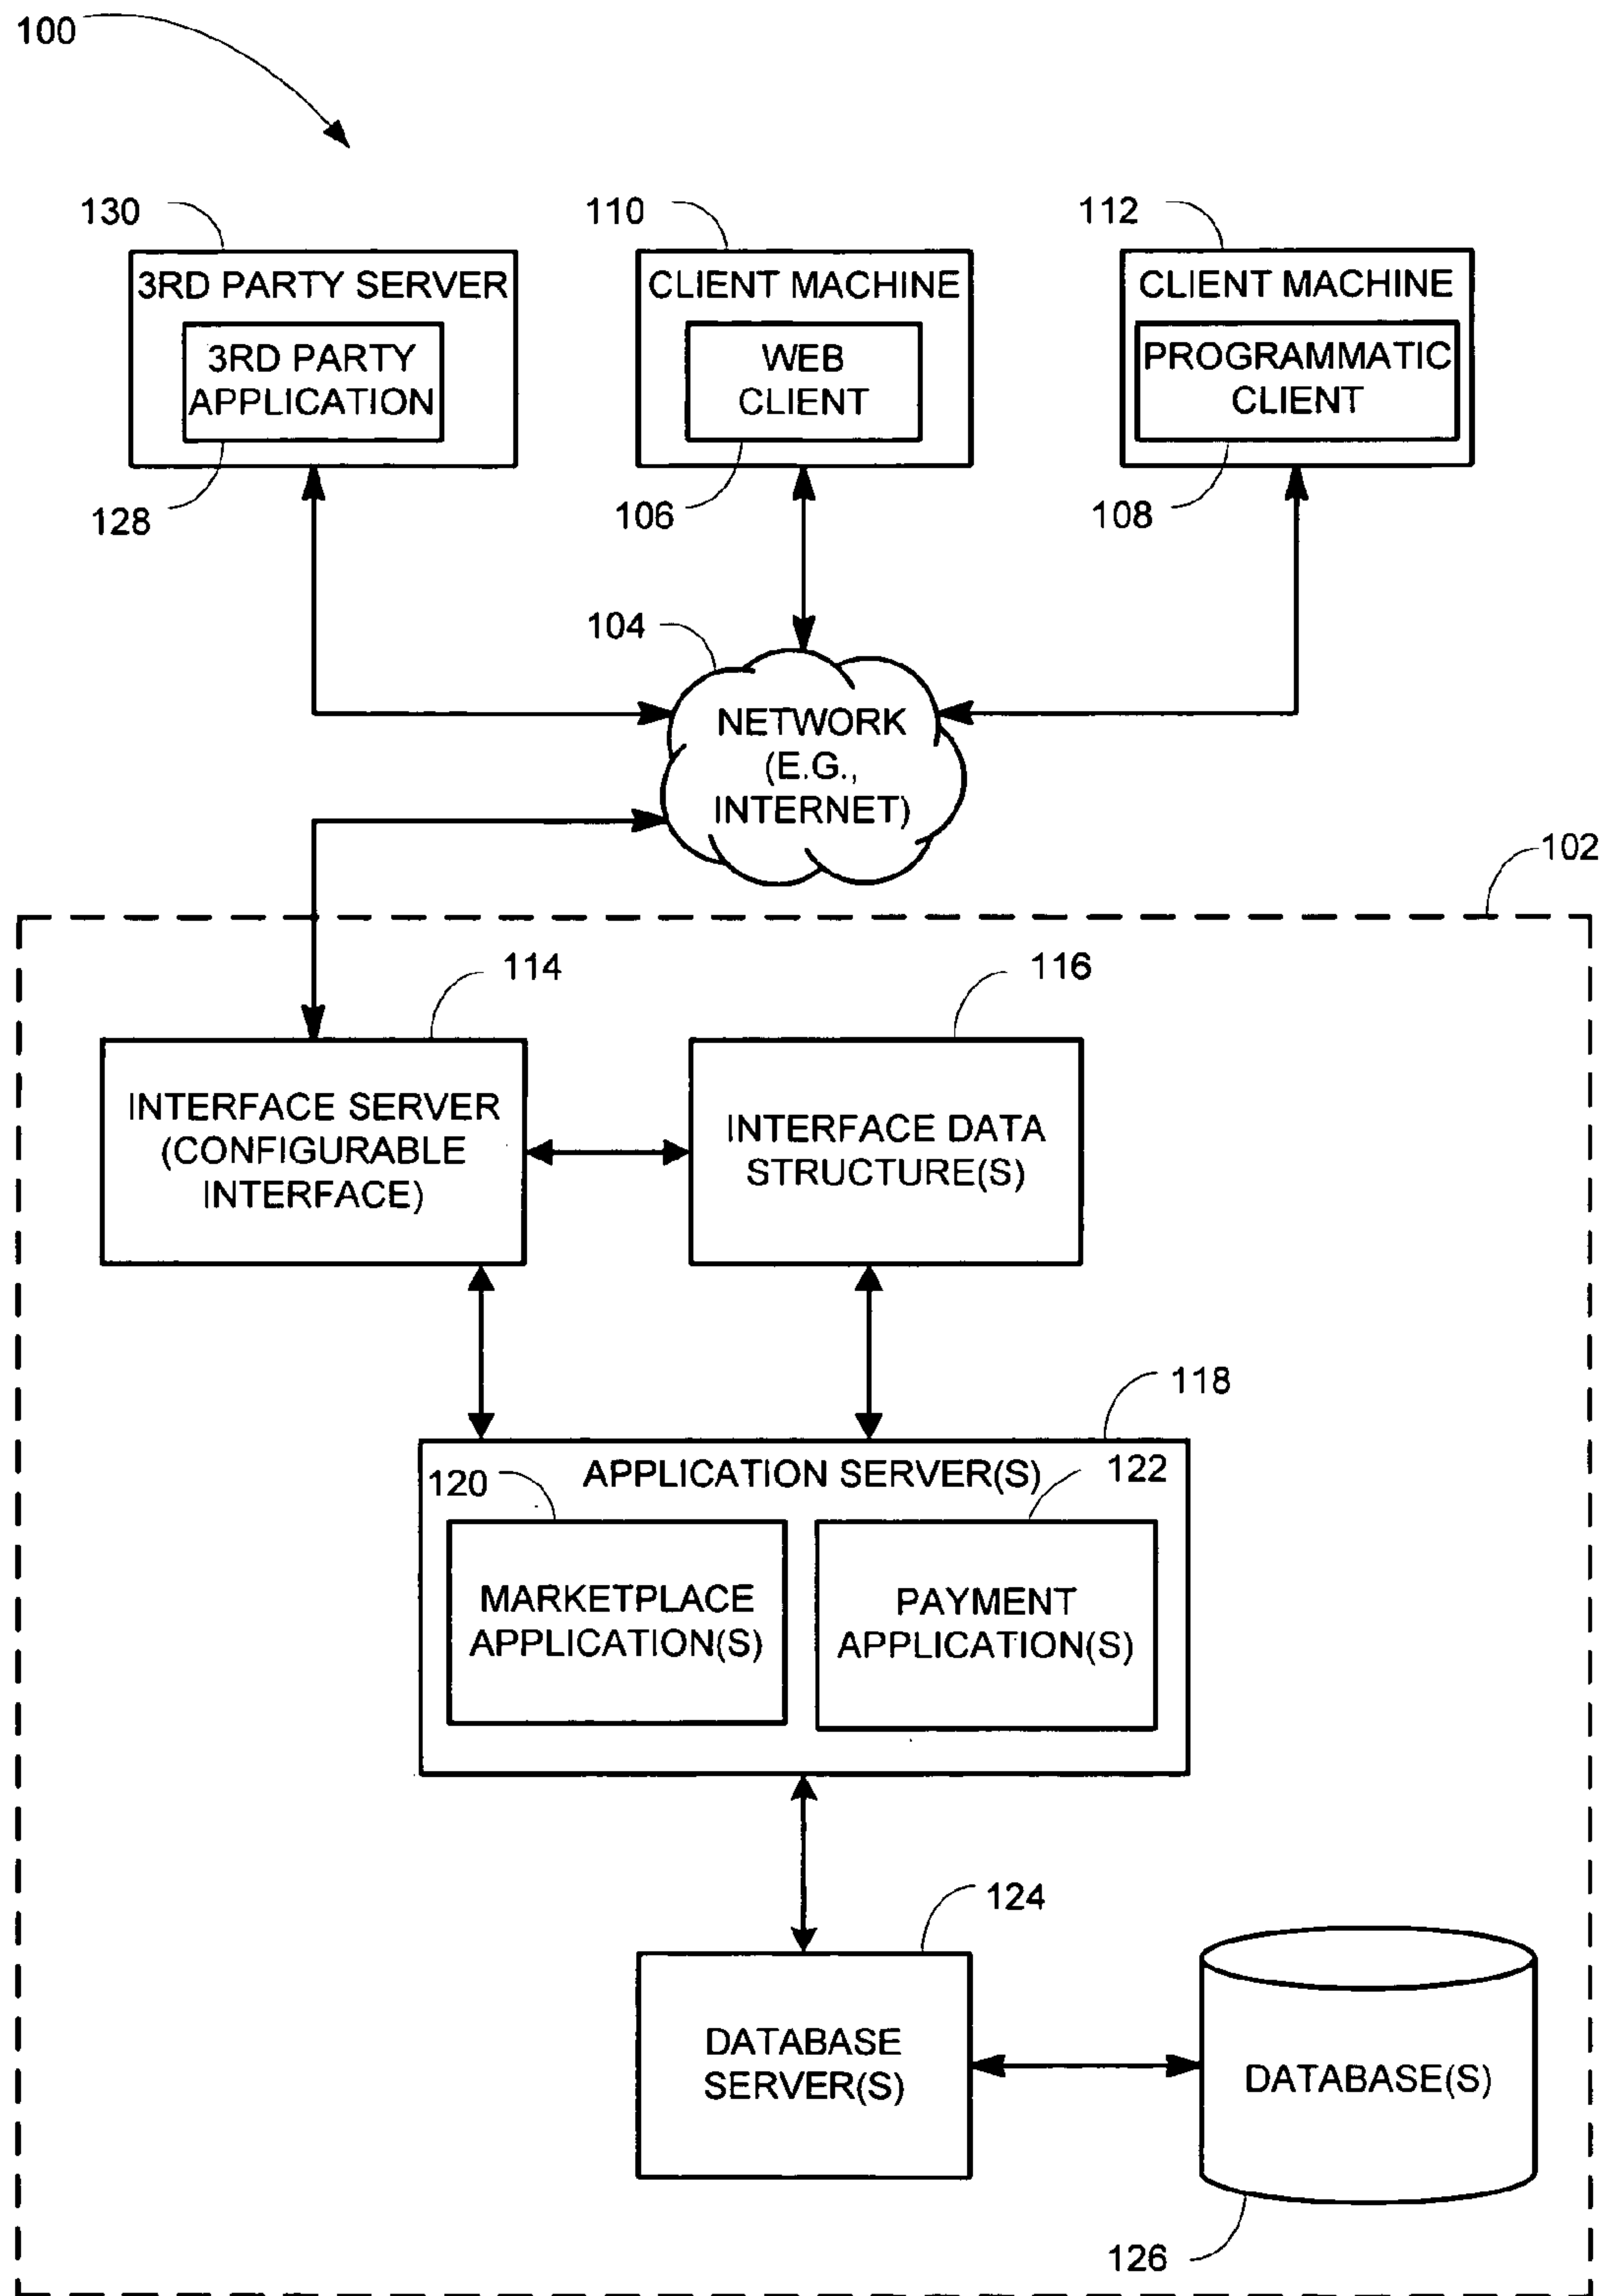 100
130
110
112
3RD PARTY SERVER
3RD PARTY
APPLICATION
CLIENT MACHINE
WEB
CLIENT
CLIENT MACHINE
PROGRAMMATIC
CLIENT
128
106
108
104
NETWORK
(E.G.,
INTERNET)
102
114
116
INTERFACE SERVER
(CONFIGURABLE
INTERFACE)
INTERFACE DATA
STRUCTURE(S)
118
APPLICATION SERVER(S)
120
122
MARKETPLACE
APPLICATION(S)
PAYMENT
APPLICATION(S)
124
DATABASE
SERVER(S)
DATABASE(S)
126